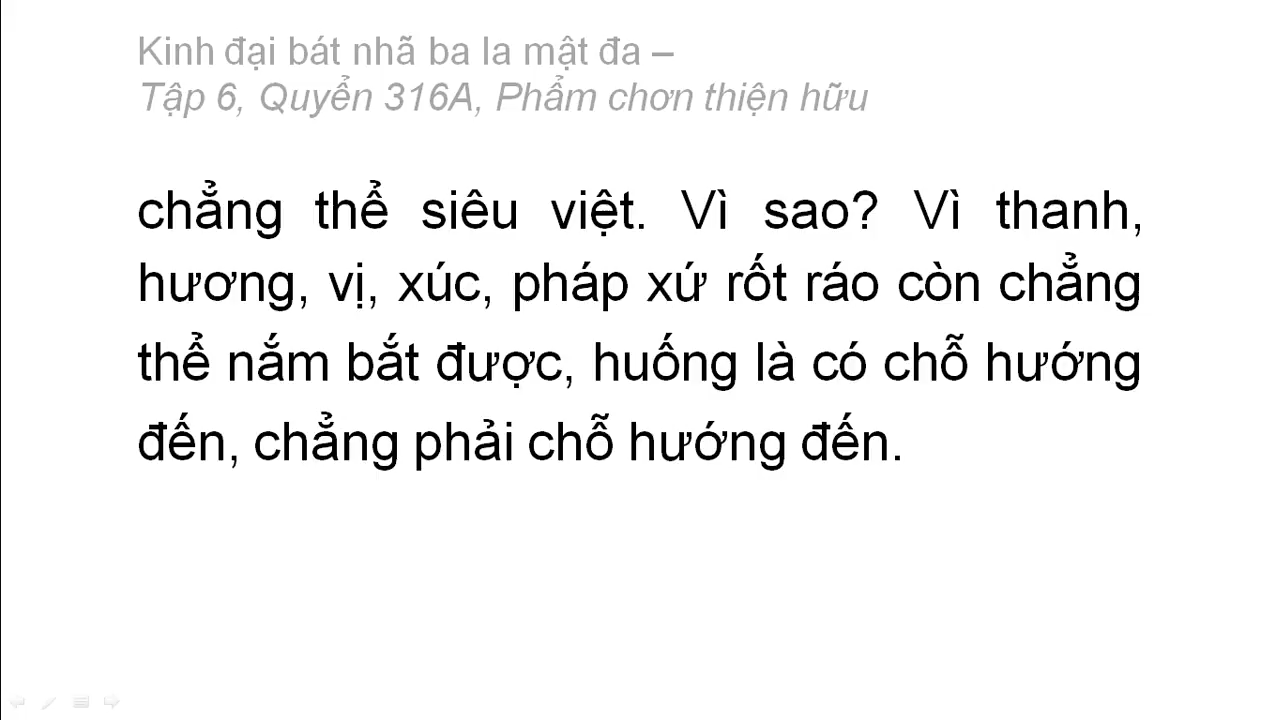 Kinh đại bát nhã ba la mật đa –
Tập 6, Quyển 316A, Phẩm chơn thiện hữu
chẳng thể siêu việt. Vì sao? Vì thanh,
hương, vị, xúc, pháp xứ rốt ráo còn chẳng
thể nắm bắt được, huống là có chỗ hướng
đến, chẳng phải chỗ hướng đến.